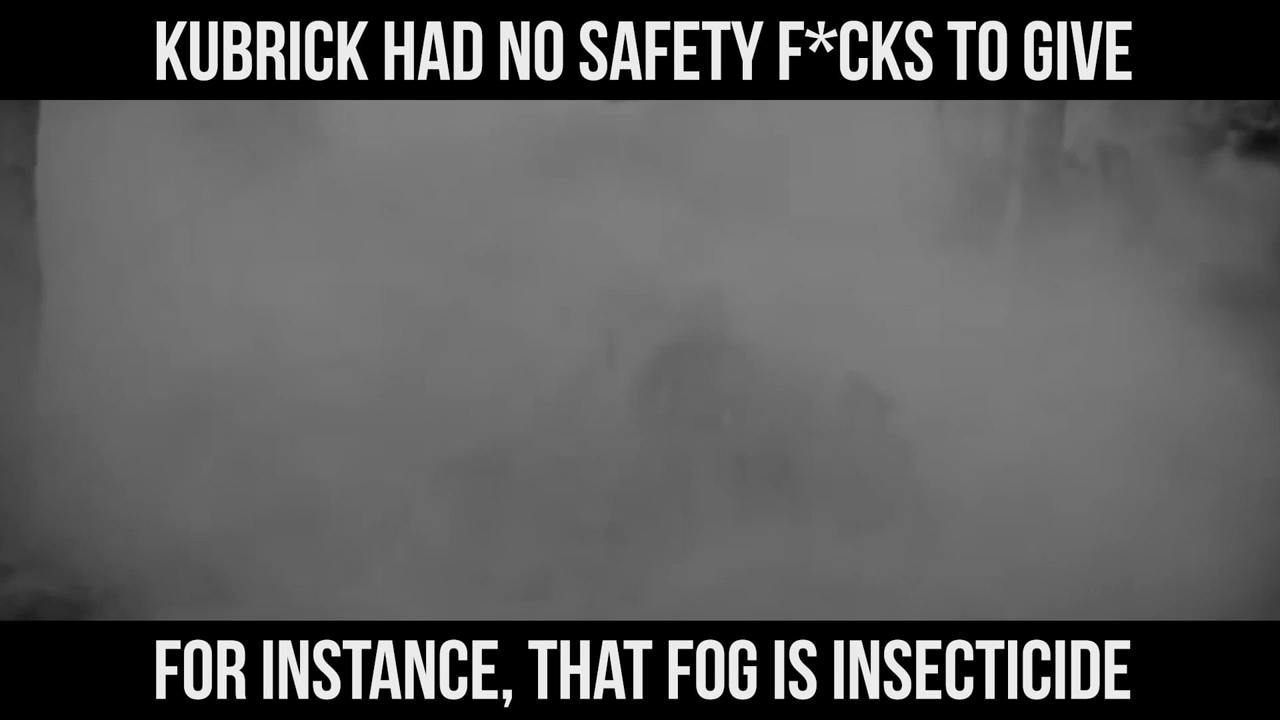 KUBRICK HAD NO SAFETY F*CKS TO GIVE
FOR INSTANCE, THAT FOG IS INSECTICIDE